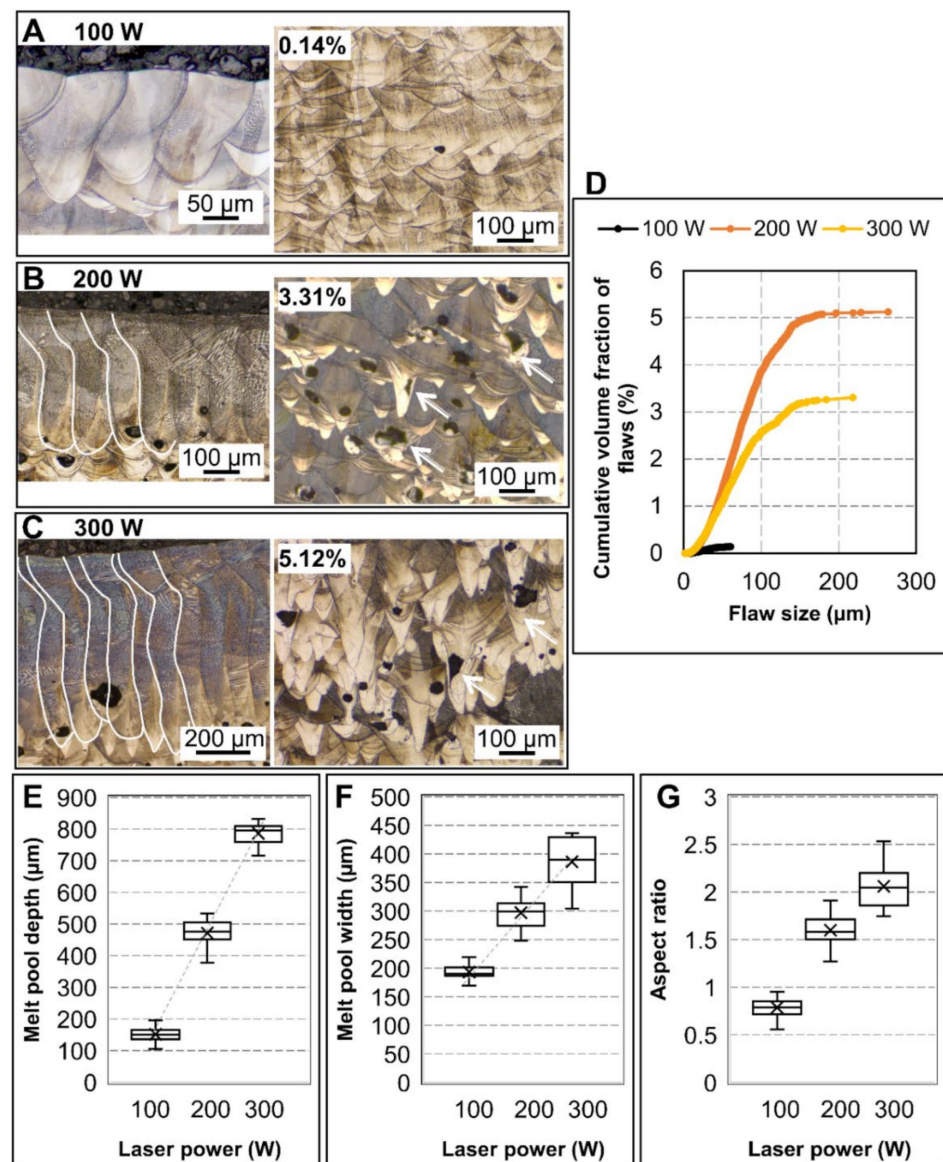 A 100 W
0.14%
50 µm
100 µm
B 200 W
3.31%
100 µm
100 µm
C 300 W
5.12%
200 µm
100 µm
D
100 W 200 W 300 W
Cumulative volume fraction of
flaws (%)
6
5
4
3
2
1
0
0 100 200 300
Flaw size (µm)
E
Melt pool depth (µm)
900
800
700
600
500
400
300
200
100
0
100 200 300
Laser power (W)
F
Melt pool width (µm)
500
450
400
350
300
250
200
150
100
50
0
100 200 300
Laser power (W)
G
Aspect ratio
3
2.5
2
1.5
1
0.5
0
100 200 300
Laser power (W)